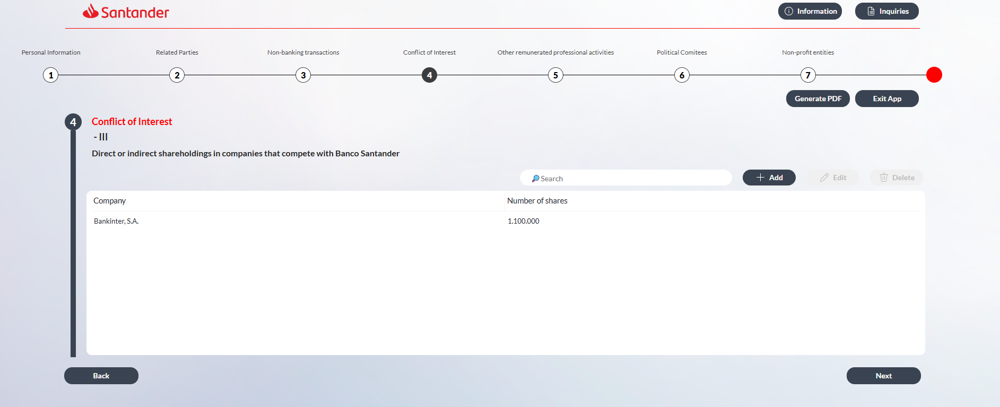 Santander
Information
Inquiries
Personal Information
Related Parties
Non-banking transactions
Conflict of Interest
Other remunerated professional activities
Political Comitees
Non-profit entities
1
2
3
4
5
6
7
Generate PDF
Exit App
4
Conflict of Interest
- III
Direct or indirect shareholdings in companies that compete with Banco Santander
Search
Add
Edit
Delete
Company
Number of shares
Bankinter, S.A.
1.100.000
Back
Next